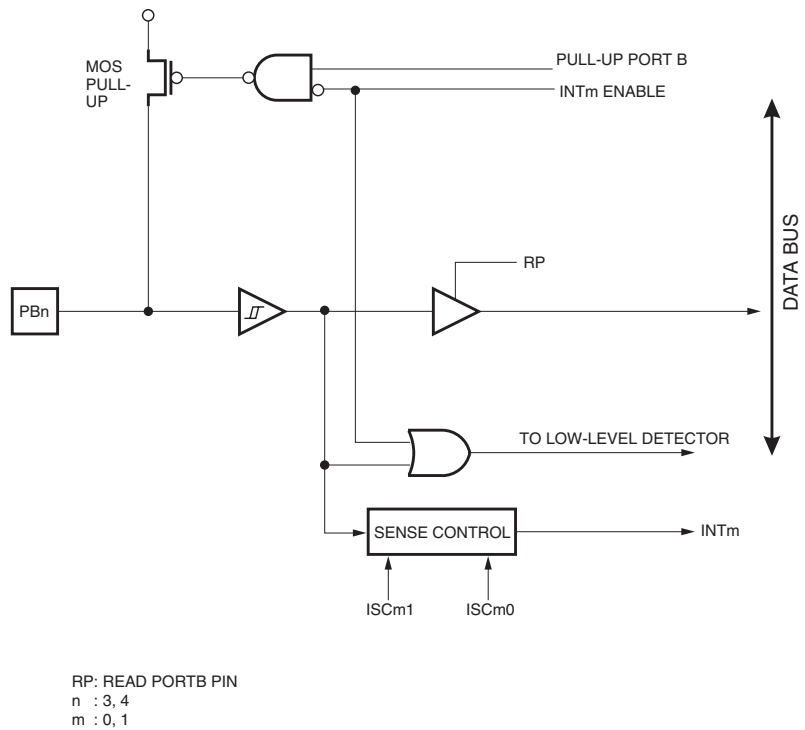 MOS
PULL-
UP
PULL-UP PORT B
INTm ENABLE
DATA BUS
RP
PBn
TO LOW-LEVEL DETECTOR
SENSE CONTROL
INTm
ISCm1
ISCm0
RP: READ PORTB PIN
n : 3, 4
m : 0, 1